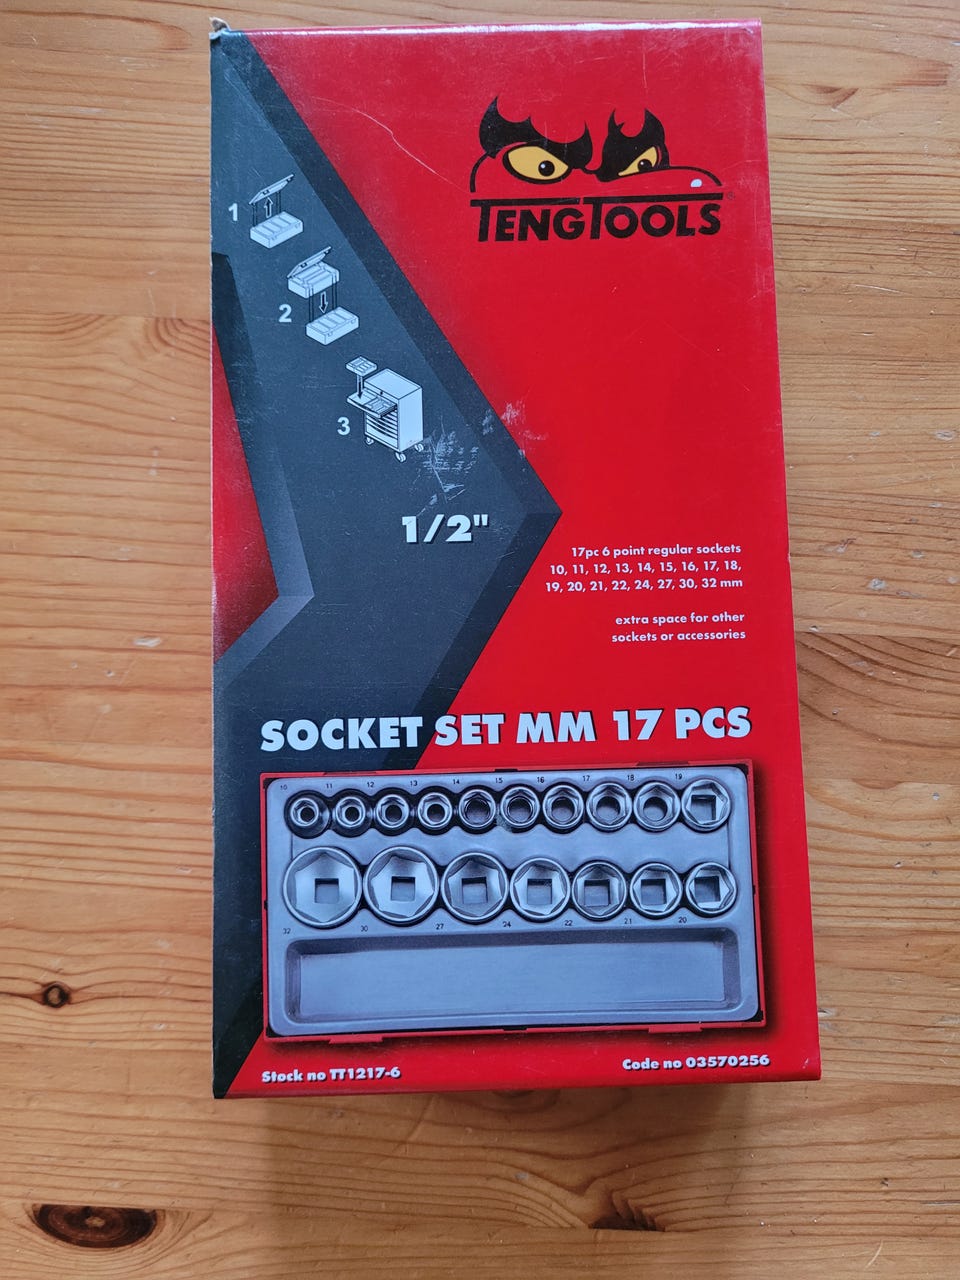 TENGTOOLS®
1
2
3
1/2"
17pc 6 point regular sockets
10, 11, 12, 13, 14, 15, 16, 17, 18,
19, 20, 21, 22, 24, 27, 30, 32 mm
extra space for other
sockets or accessories
SOCKET SET MM 17 PCS
10 11 12 13 14 15 16 17 18 19
32 30 27 24 22 21 20
Stock no TT1217-6
Code no 03570256